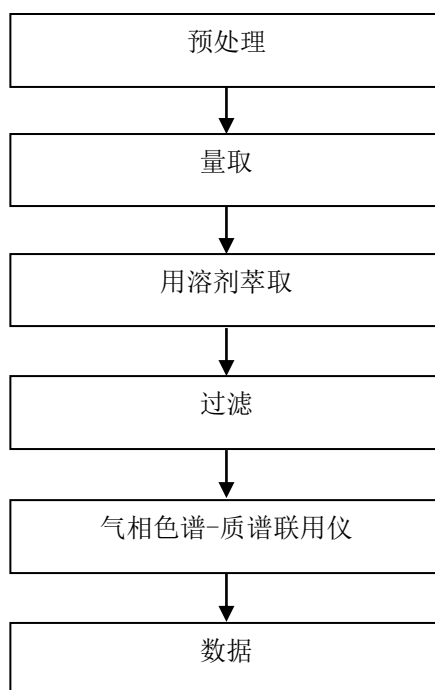 预处理
量取
用溶剂萃取
过滤
气相色谱-质谱联用仪
数据